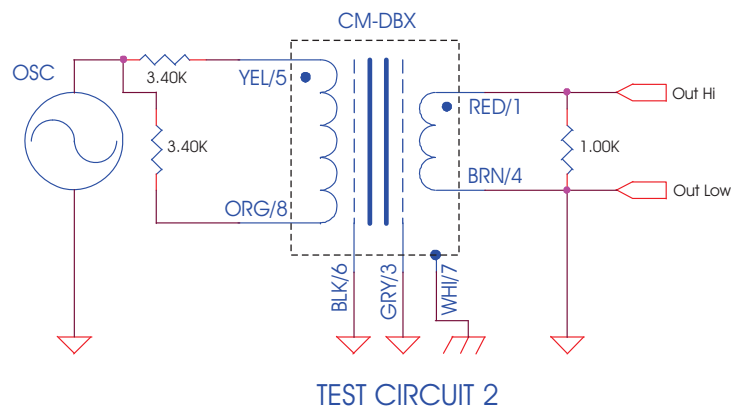 CM-DBX
OSC
3.40K
YEL/5
RED/1
Out Hi
3.40K
1.00K
BRN/4
Out Low
ORG/8
BLK/6
GRY/3
WHI/7
TEST CIRCUIT 2